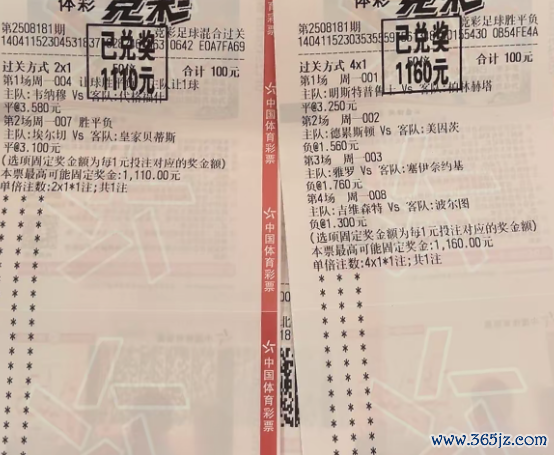 体彩 竞彩
第2508181期 竞彩足球混合过关
0642 E0A7FA69
已兑奖
1110元
过关方式 2x1
合计 100元
第1场 周一004
主队:韦纳穆 Vs 客队:
平@3.580元
第2场 周一007 胜平负
主队:埃尔切 Vs 客队:皇家贝蒂斯
平@3.100元
(选项固定奖金额为每1元投注对应的奖金额)
本票最高可能固定奖金:1,110.00元
单倍注数:2x1*1注;共1注
中国体育彩票
中国体育彩票
中国体育彩票
体彩 竞彩
第2508181期 竞彩足球胜平负
155430 0B54FE4A
已兑奖
1160元
过关方式 4x1
合计 100元
第1场 周一001
主队:明斯特普鲁士 Vs 客队:柏林赫塔
平@3.250元
第2场 周一002
主队:德累斯顿 Vs 客队:美因茨
负@1.560元
第3场 周一003
主队:雅罗 Vs 客队:塞伊奈约基
负@1.760元
第4场 周一008
主队:吉维森特 Vs 客队:波尔图
负@1.300元
(选项固定奖金额为每1元投注对应的奖金额)
本票最高可能固定奖金:1,160.00元
单倍注数:4x1*1注;共1注
00
北
18
www.365jz.com